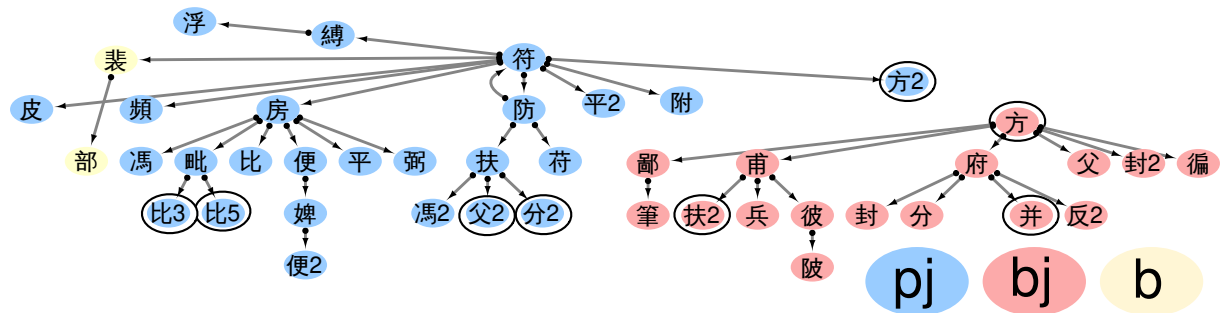 浮 縛
裴 符 方2
皮 頻 房 防 平2 附 方
部 馮 毗 比 便 平 弼 扶 苻 鄙 甫 府 父 封2 徧
比3 比5 婢 馮2 父2 分2 筆 扶2 兵 彼 封 分 并 反2
便2 陂
pj bj b